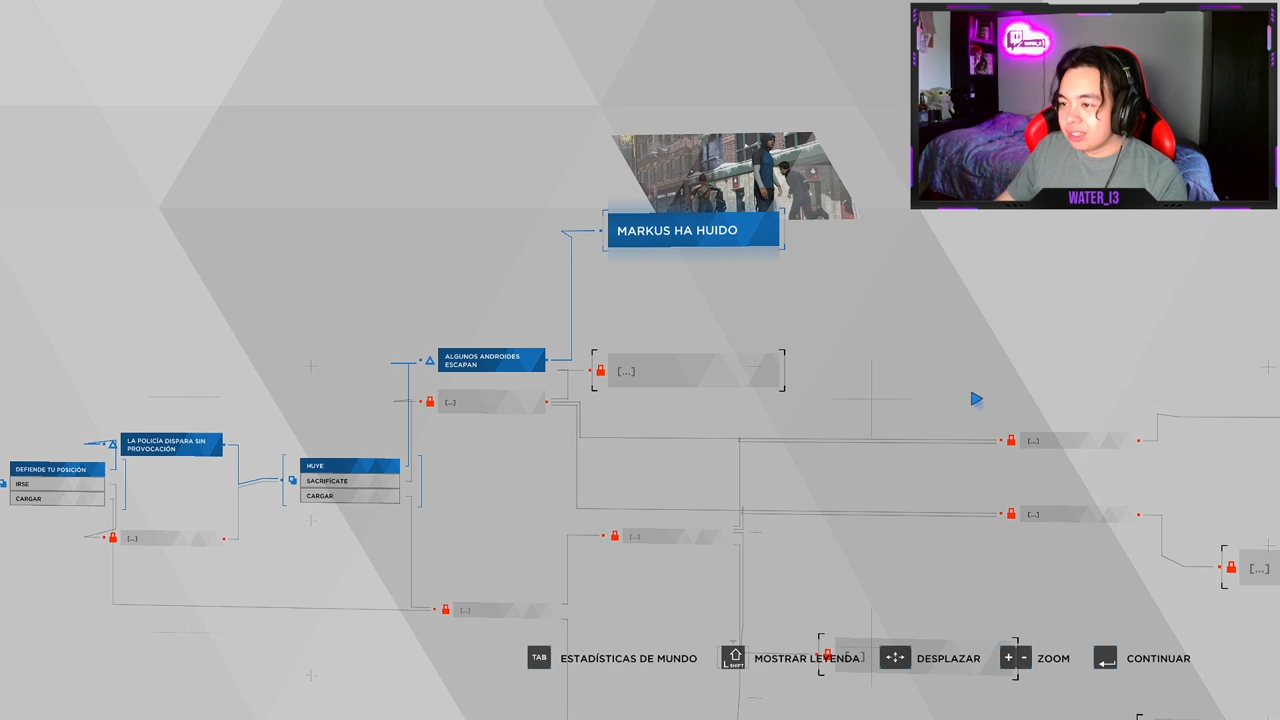 WATER_I3
MARKUS HA HUIDO
ALGUNOS ANDROIDES
ESCAPAN
[...]
[...]
LA POLICÍA DISPARA SIN
PROVOCACIÓN
[...]
DEFIENDE TU POSICIÓN
IRSE
CARGAR
HUYE
SACRIFÍCATE
CARGAR
[...]
[...]
[...]
[...]
[...]
[...]
TAB ESTADÍSTICAS DE MUNDO
L SHIFT MOSTRAR LEYENDA
DESPLAZAR
+ - ZOOM
CONTINUAR